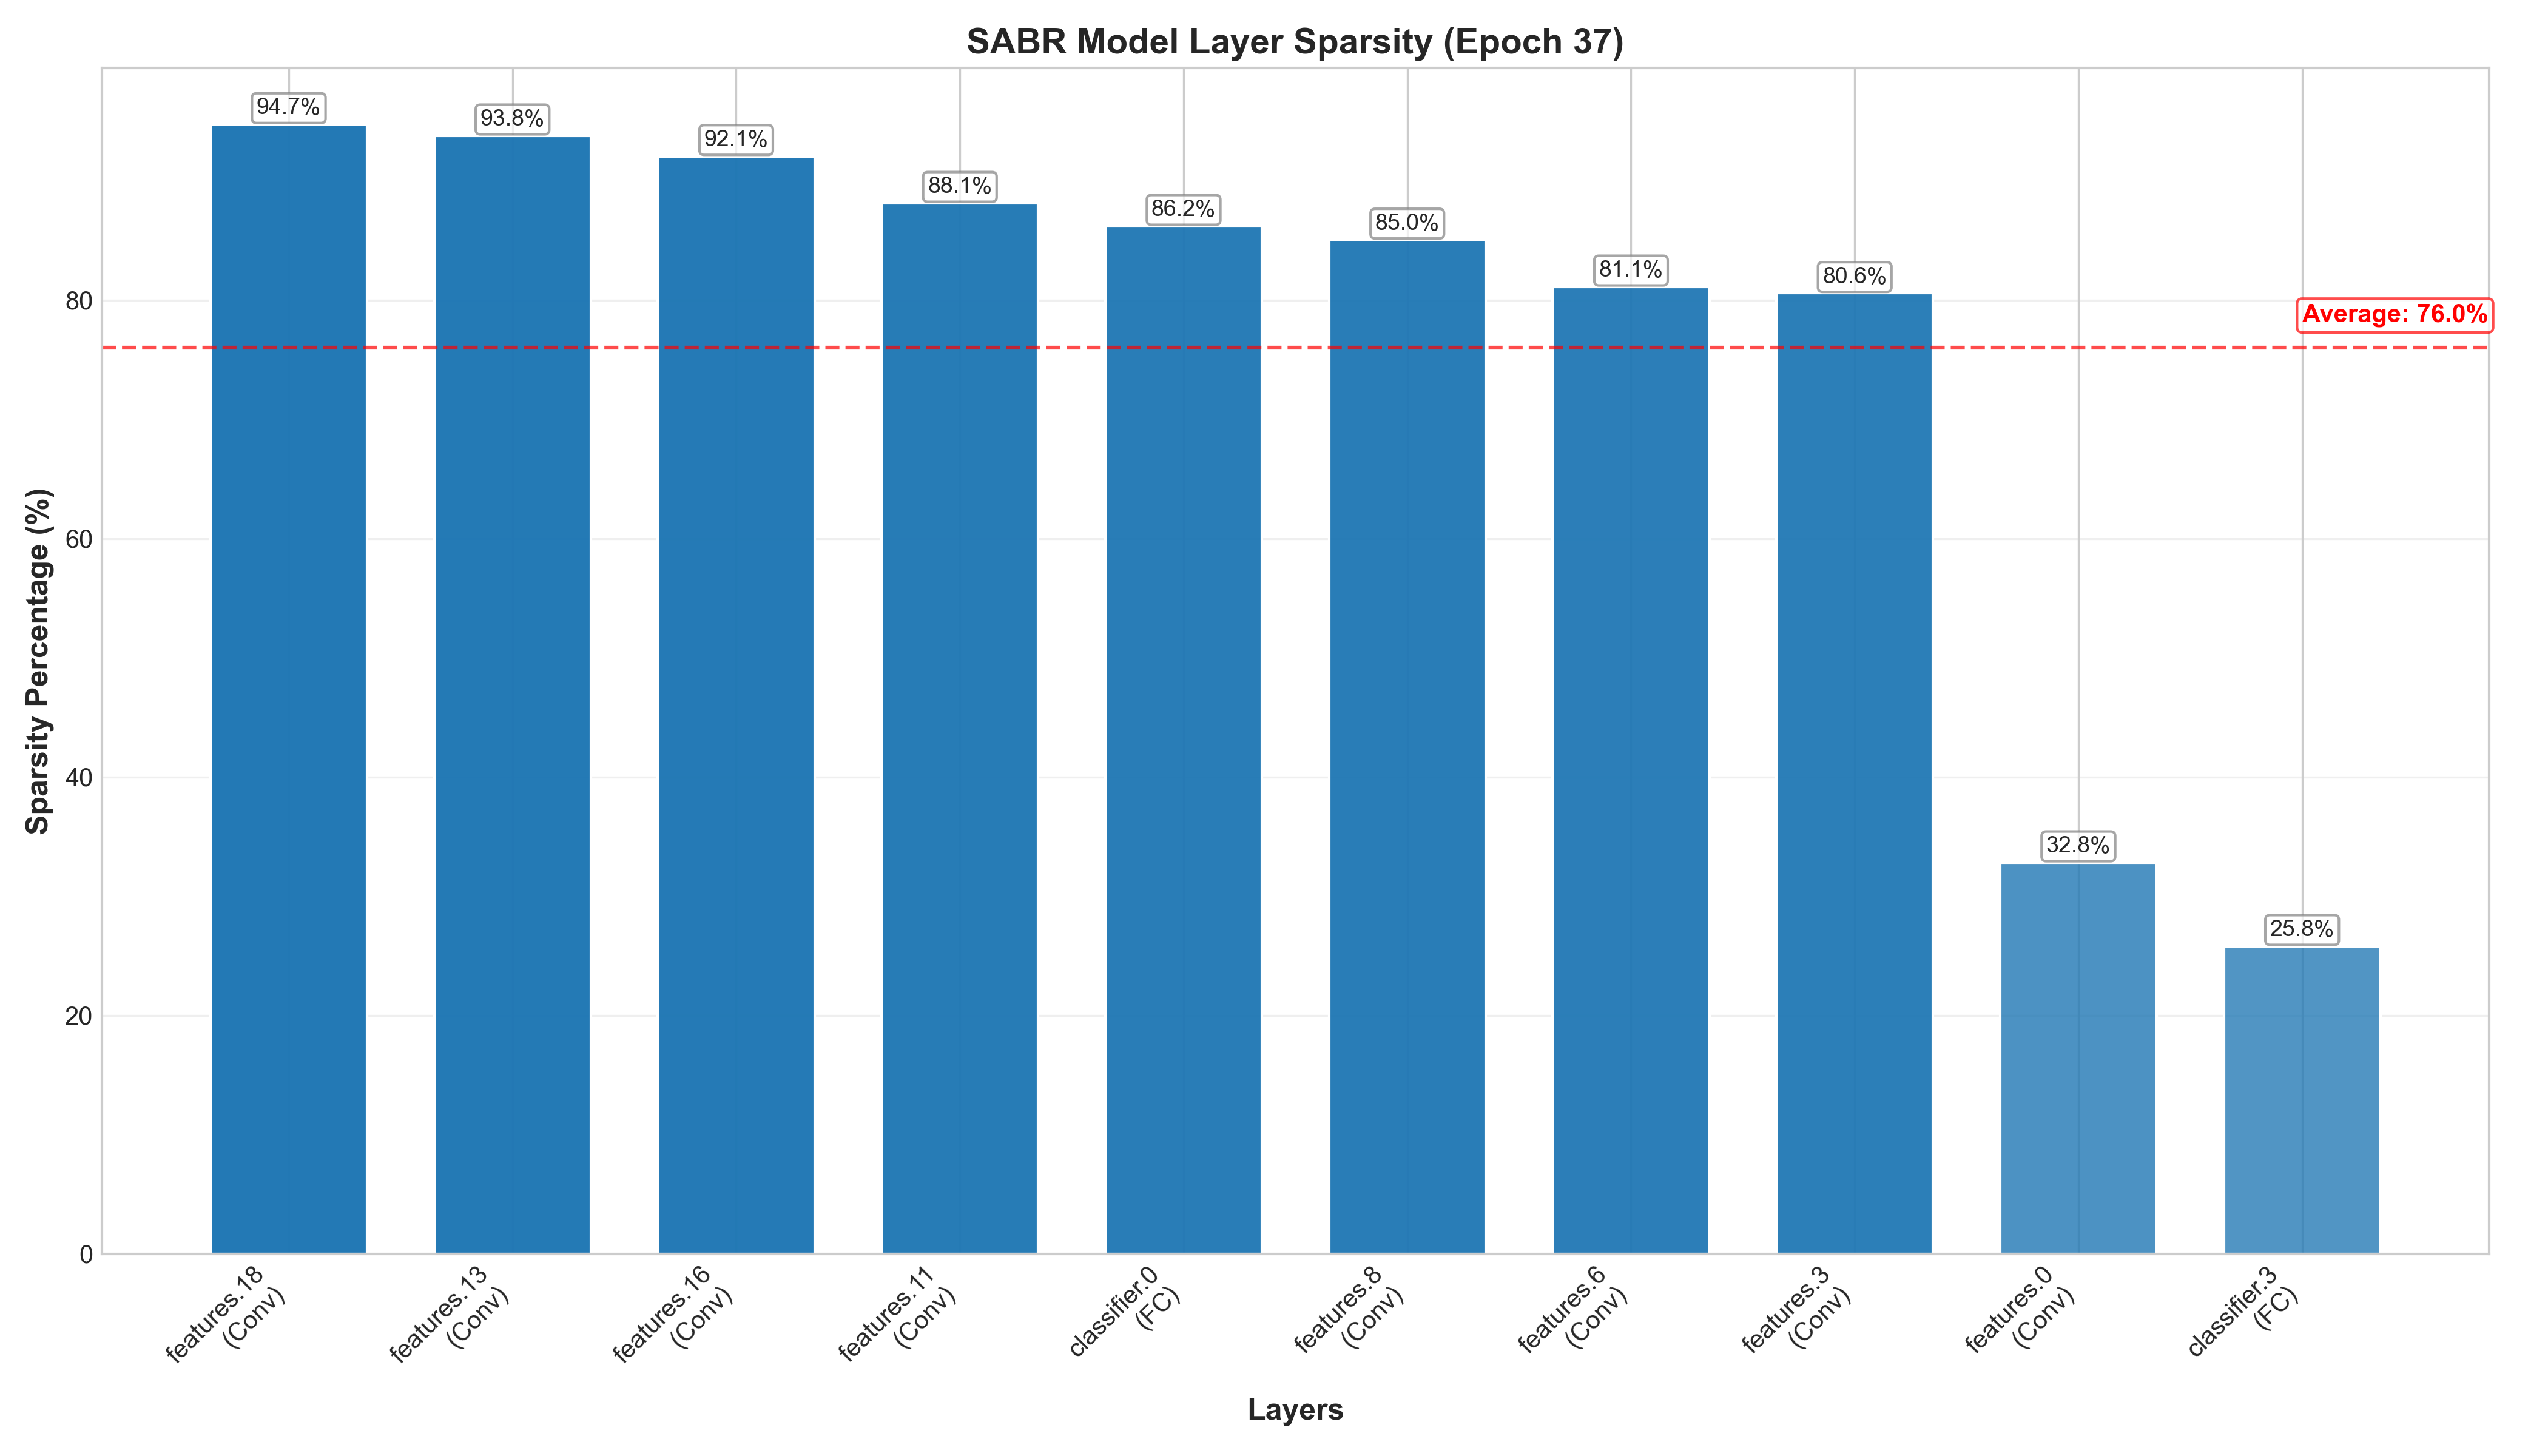 SABR Model Layer Sparsity (Epoch 37)
94.7%
93.8%
92.1%
88.1%
86.2%
85.0%
81.1%
80.6%
32.8%
25.8%
Average: 76.0%
Sparsity Percentage (%)
80
60
40
20
0
features.18
(Conv)
features.13
(Conv)
features.16
(Conv)
features.11
(Conv)
classifier.0
(FC)
features.8
(Conv)
features.6
(Conv)
features.3
(Conv)
features.0
(Conv)
classifier.3
(FC)
Layers